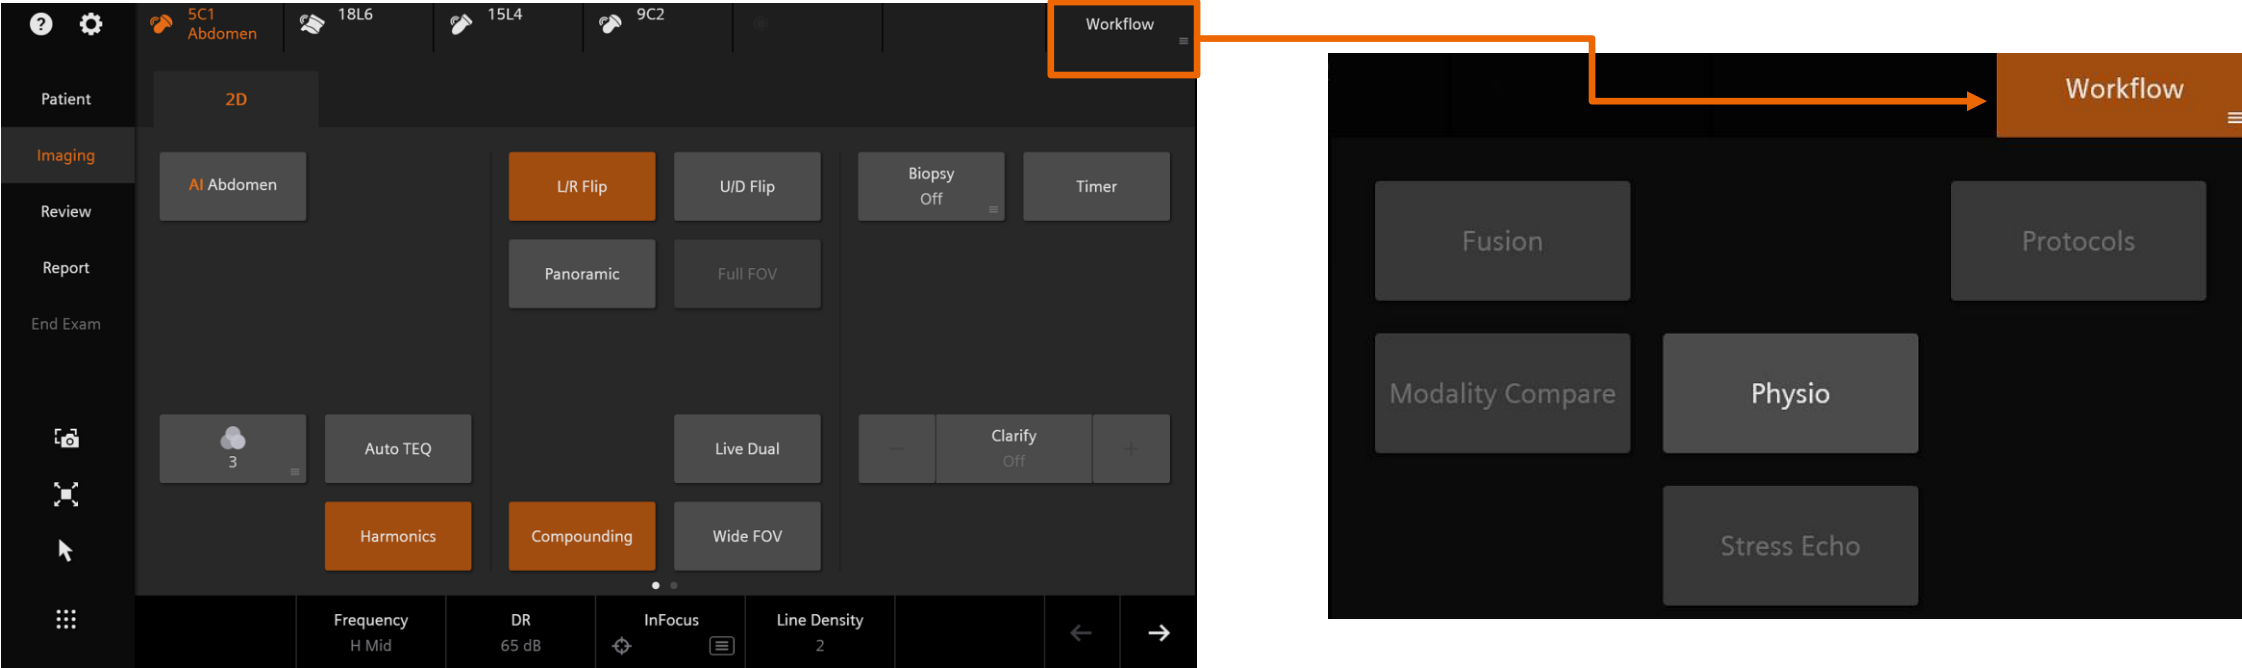 ?
5C1
Abdomen
18L6
15L4
9C2
Workflow
Patient
2D
Imaging
AI Abdomen
L/R Flip
U/D Flip
Biopsy
Off
Timer
Review
Report
Panoramic
Full FOV
End Exam
3
Auto TEQ
Live Dual
−
Clarify
Off
+
Harmonics
Compounding
Wide FOV
Frequency
H Mid
DR
65 dB
InFocus
Line Density
2
Workflow
Fusion
Protocols
Modality Compare
Physio
Stress Echo